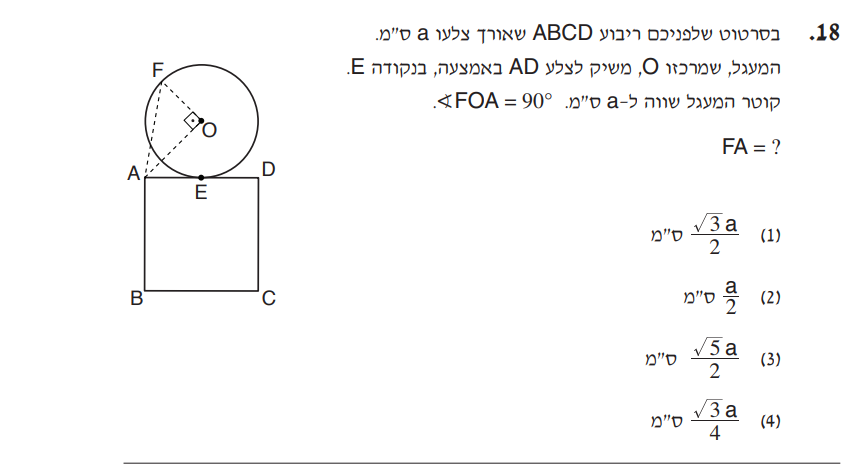 18. בסרטוט שלפניכם ריבוע ABCD שאורך צלעו a ס"מ.
המעגל, שמרכזו O, משיק לצלע AD באמצעה, בנקודה E.
קוטר המעגל שווה ל-a ס"מ. ∢FOA = 90°.
FA = ?
(1) √3a/2 ס"מ
(2) a/2 ס"מ
(3) √5a/2 ס"מ
(4) √3a/4 ס"מ
F
O
A
D
E
B
C